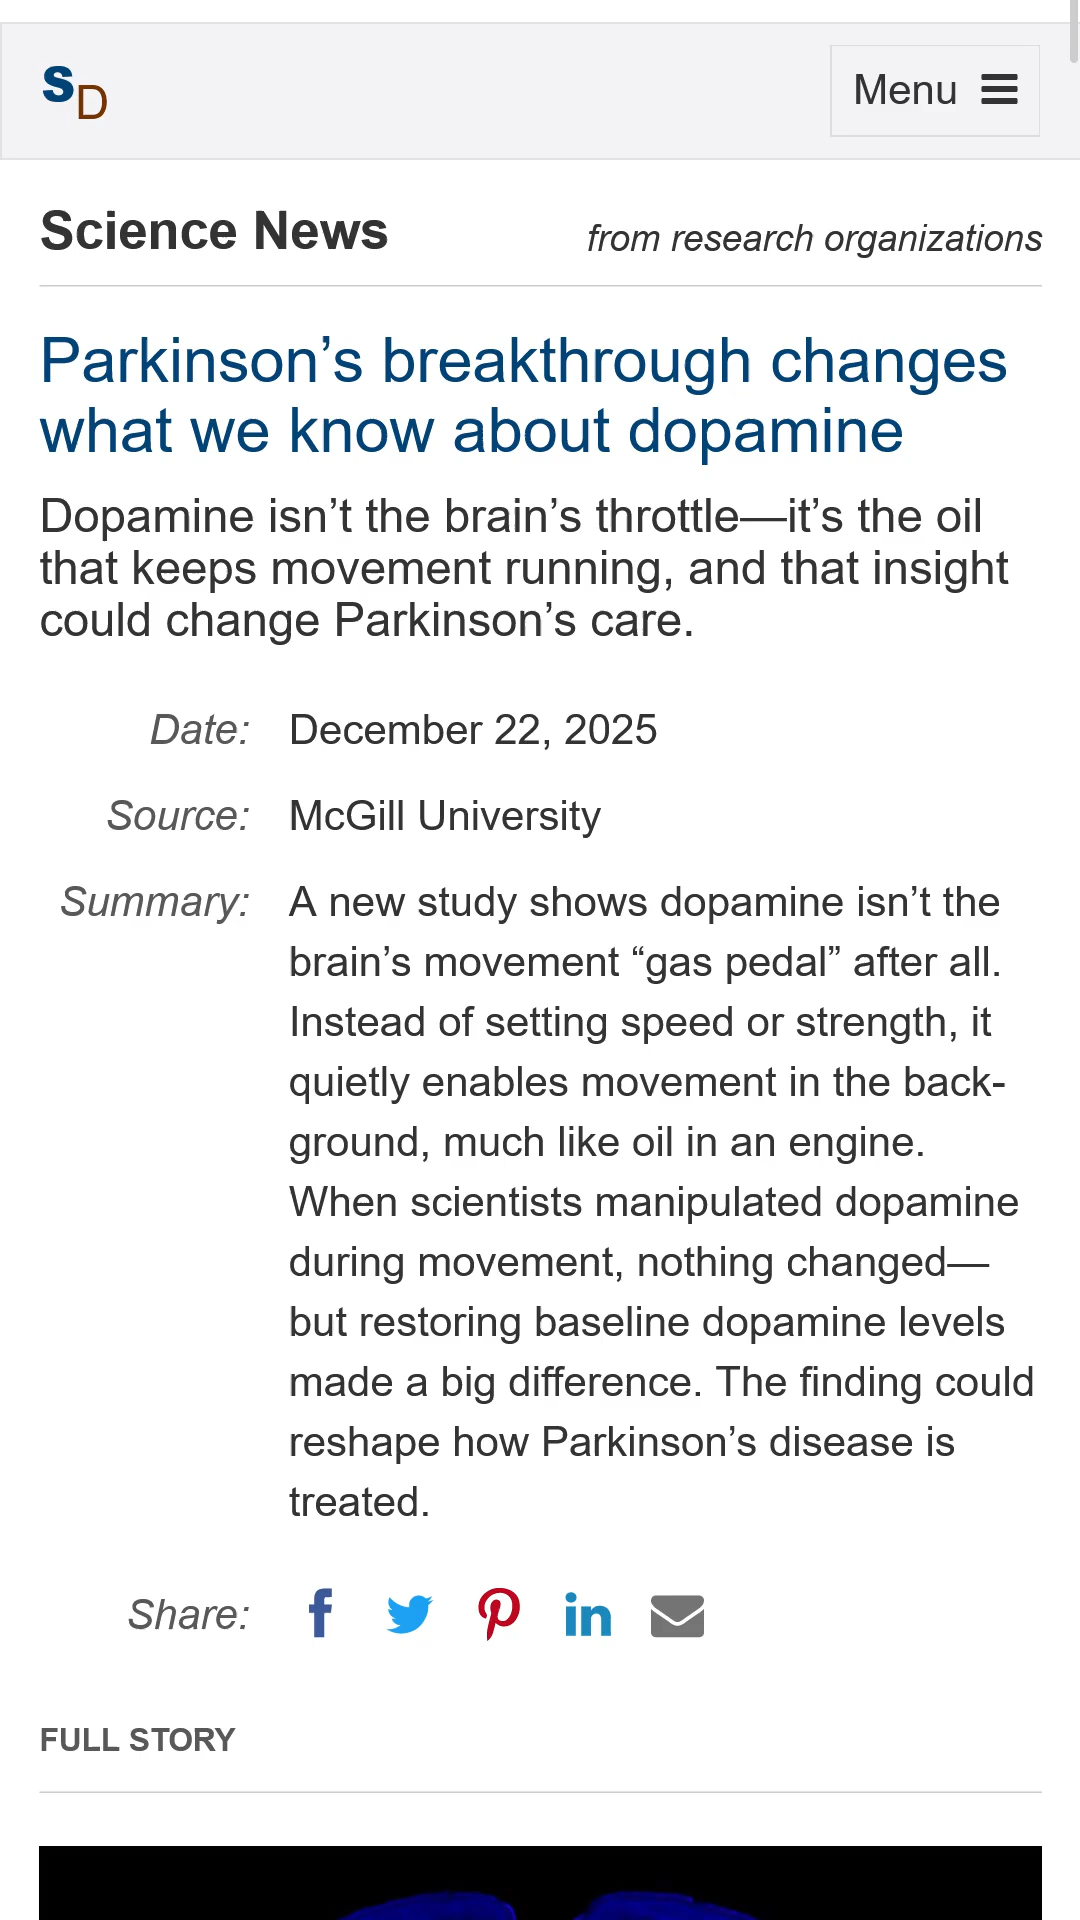 SD
Menu
Science News
from research organizations
Parkinson’s breakthrough changes
what we know about dopamine
Dopamine isn’t the brain’s throttle—it’s the oil
that keeps movement running, and that insight
could change Parkinson’s care.
Date: December 22, 2025
Source: McGill University
Summary: A new study shows dopamine isn’t the
brain’s movement “gas pedal” after all.
Instead of setting speed or strength, it
quietly enables movement in the back-
ground, much like oil in an engine.
When scientists manipulated dopamine
during movement, nothing changed—
but restoring baseline dopamine levels
made a big difference. The finding could
reshape how Parkinson’s disease is
treated.
Share:
FULL STORY